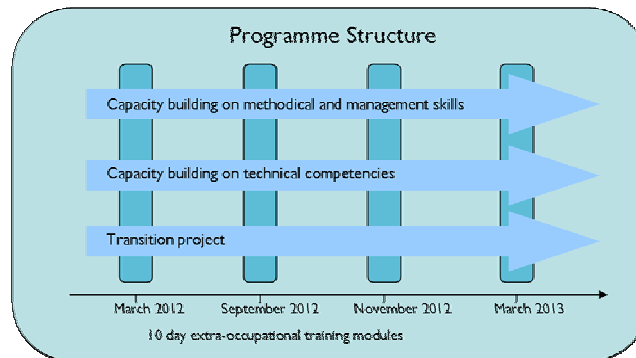 Programme Structure
Capacity building on methodical and management skills
Capacity building on technical competencies
Transition project
March 2012 September 2012 November 2012 March 2013
10 day extra-occupational training modules